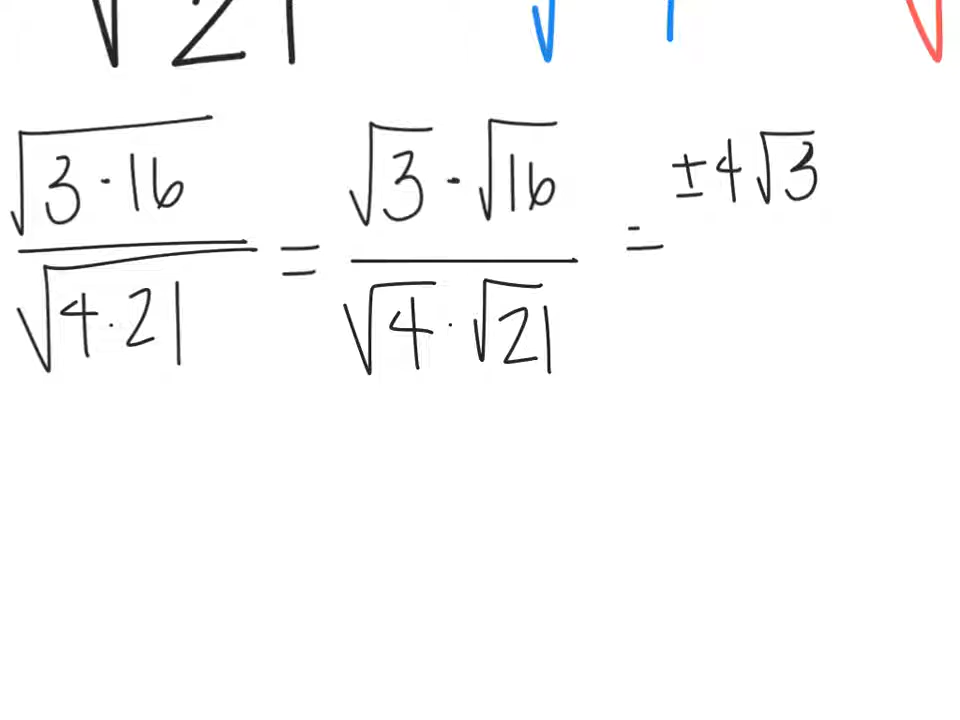 √21
√(3 · 16) / √(4 · 21) = (√3 · √16) / (√4 · √21) = ±4√3